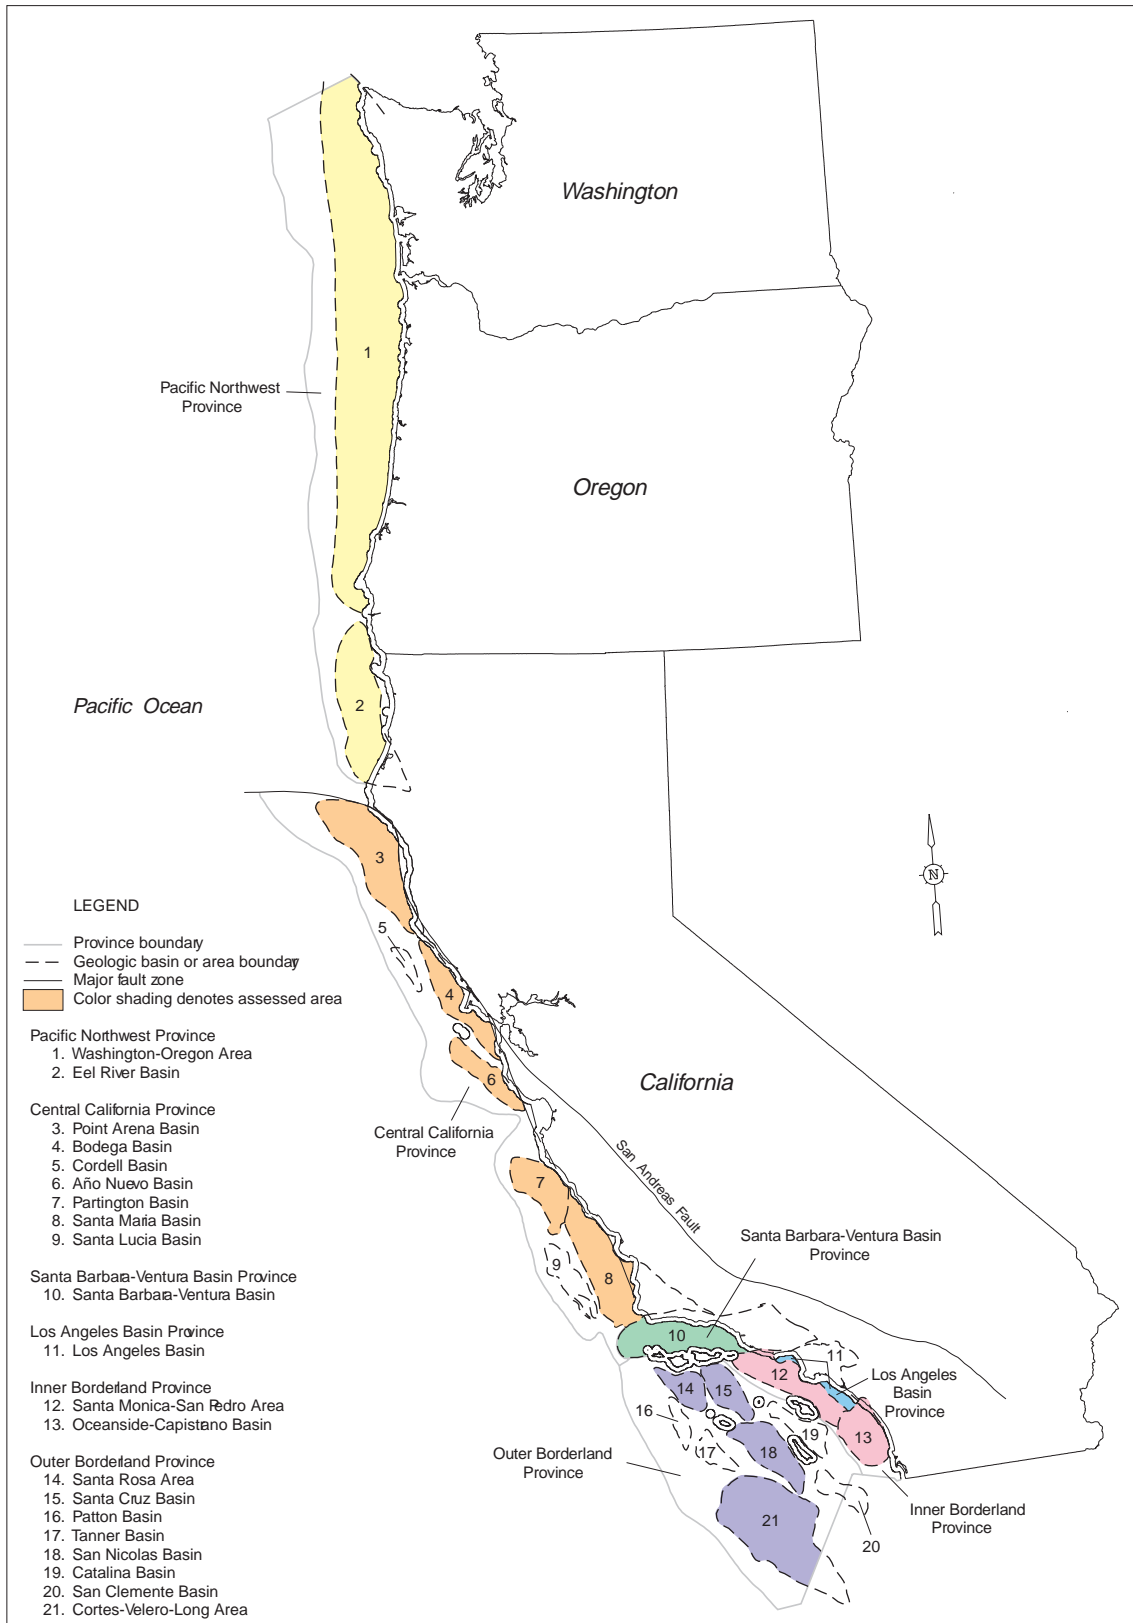 Washington
1
Pacific Northwest
Province
Oregon
Pacific Ocean
2
3
LEGEND
5
Province boundary
Geologic basin or area boundary
Major fault zone
Color shading denotes assessed area
4
N
Pacific Northwest Province
1. Washington-Oregon Area
2. Eel River Basin
6
California
Central California Province
3. Point Arena Basin
4. Bodega Basin
5. Cordell Basin
6. Año Nuevo Basin
7. Partington Basin
8. Santa Maria Basin
9. Santa Lucia Basin
Central California
Province
San Andreas Fault
7
Santa Barbara-Ventura Basin
Province
9
8
Santa Barbara-Ventura Basin Province
10. Santa Barbara-Ventura Basin
Los Angeles Basin Province
11. Los Angeles Basin
10
11
12
Los Angeles
Basin
Province
Inner Borderland Province
12. Santa Monica-San Pedro Area
13. Oceanside-Capistrano Basin
14
15
16
17
18
19
13
Outer Borderland
Province
Outer Borderland Province
14. Santa Rosa Area
15. Santa Cruz Basin
16. Patton Basin
17. Tanner Basin
18. San Nicolas Basin
19. Catalina Basin
20. San Clemente Basin
21. Cortes-Velero-Long Area
21
20
Inner Borderland
Province